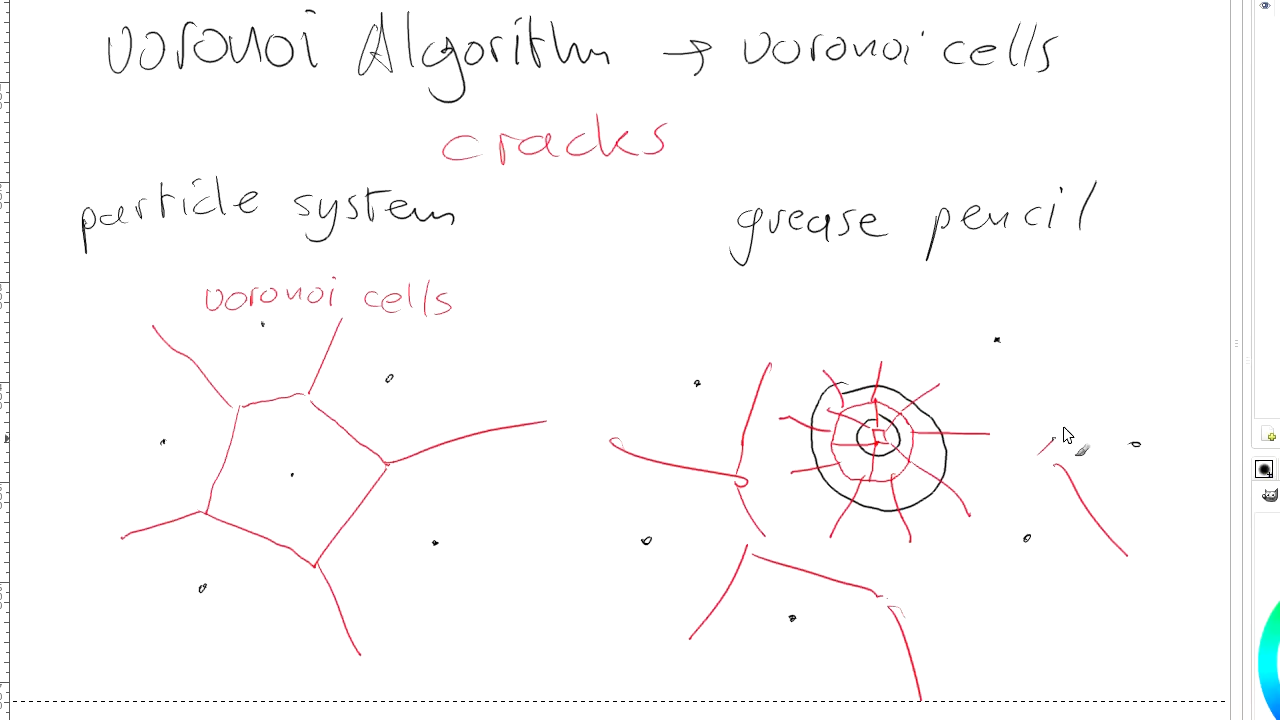 voronoi Algorithm → voronoi cells
cracks
particle system
grease pencil
voronoi cells